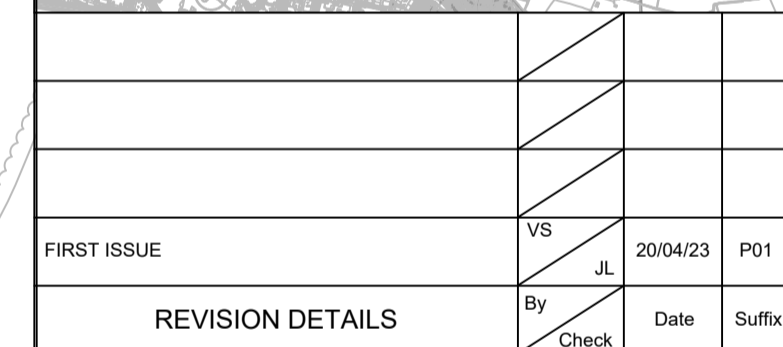 FIRST ISSUE VS JL 20/04/23 P01
REVISION DETAILS By Check Date Suffix